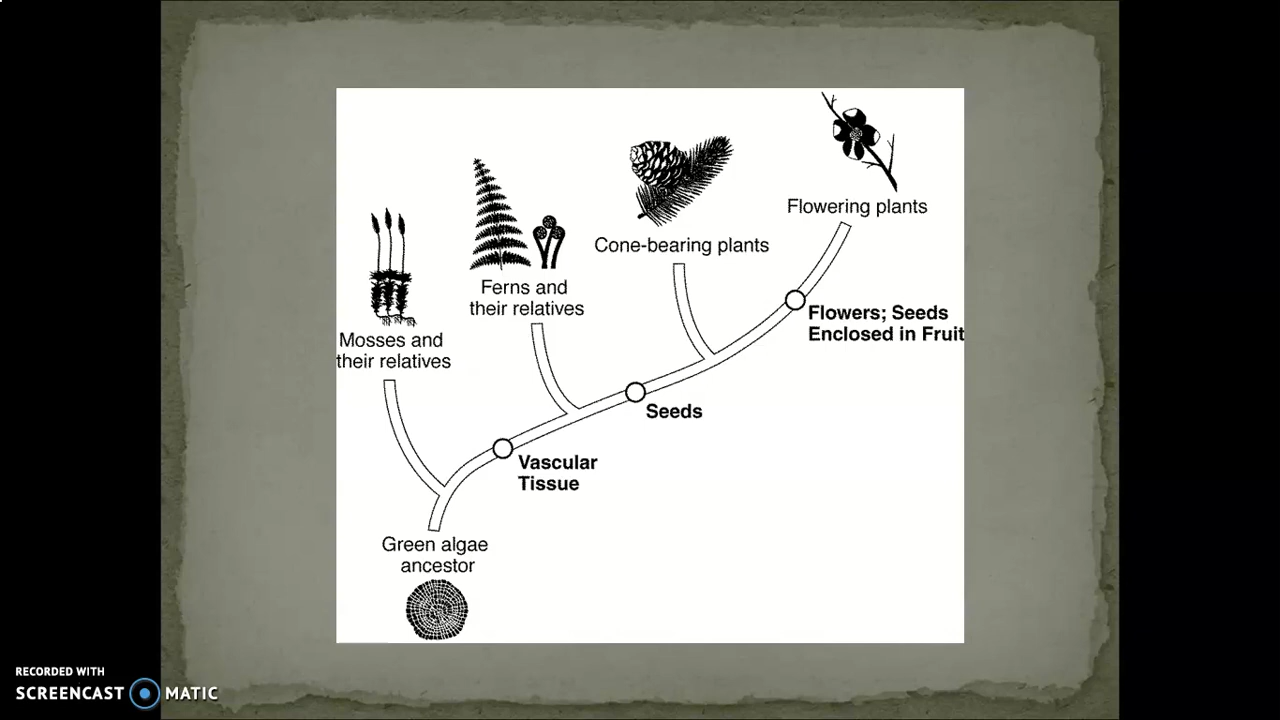 Flowering plants
Cone-bearing plants
Ferns and
their relatives
Mosses and
their relatives
Flowers; Seeds
Enclosed in Fruit
Seeds
Vascular
Tissue
Green algae
ancestor
RECORDED WITH
SCREENCAST MATIC